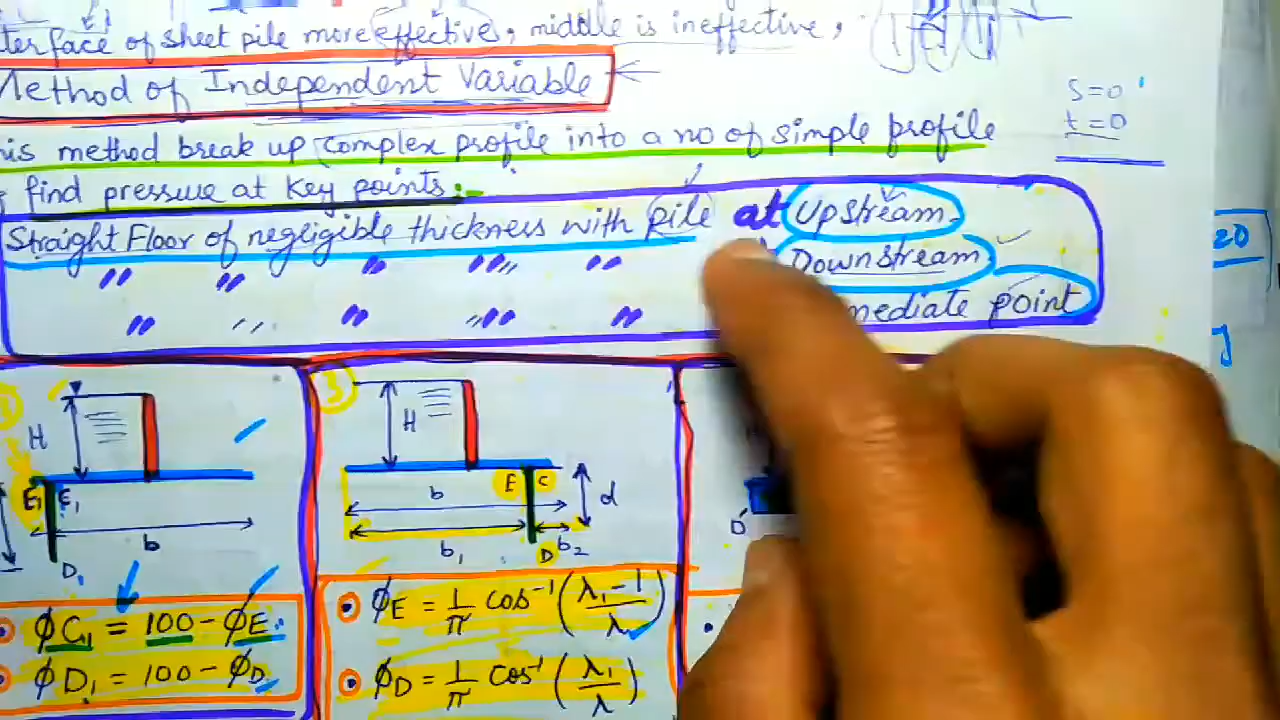 terface of sheet pile more effective, middle is ineffective,
Method of Independent Variable
S=0
t=0
his method break up complex profile into a no of simple profile
find pressure at key points.
Straight Floor of negligible thickness with pile at Upstream.
" " " " " Downstream
" " " " " mediate point
20
H
E1 C1
b
D1
3
H
E C
b
d
b1
b2
D
D'
φC1 = 100 - φE.
φD1 = 100 - φD
φE = 1/π cos⁻¹ (λ1 - 1 / λ)
φD = 1/π cos⁻¹ (λ1 / λ)